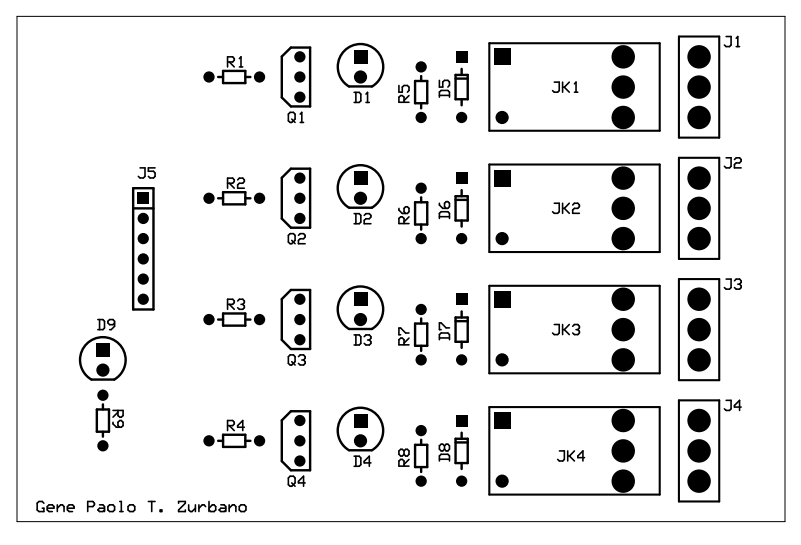 R1
Q1
D1
R5
D5
JK1
J1
J5
R2
Q2
D2
R6
D6
JK2
J2
R3
Q3
D3
R7
D7
JK3
J3
D9
R9
R4
Q4
D4
R8
D8
JK4
J4
Gene Paolo T. Zurbano